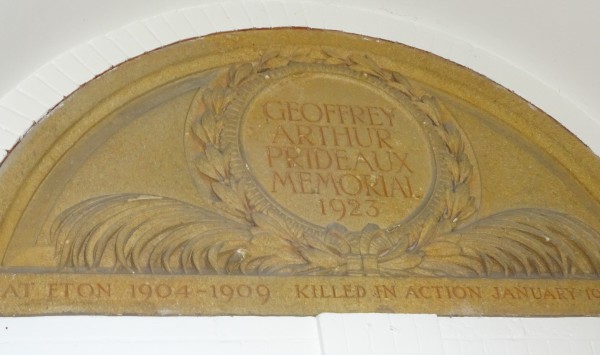 GEOFFREY
ARTHUR
PRIDEAUX
MEMORIAL
1923
AT ETON 1904-1909 KILLED IN ACTION JANUARY